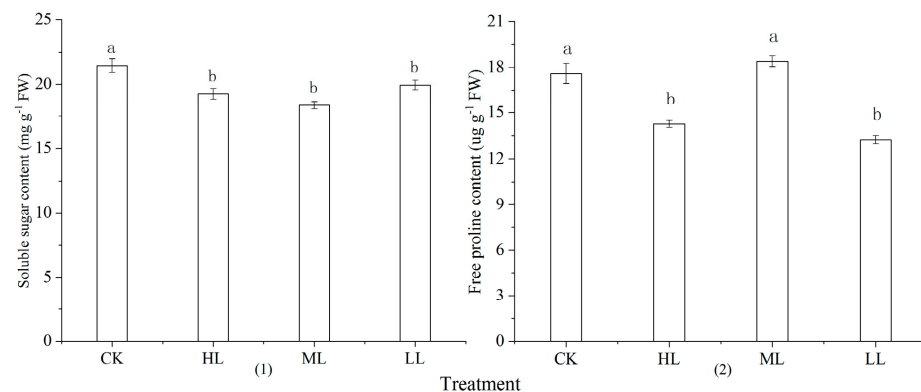 25
20
15
10
5
0
Soluble sugar content (mg g⁻¹ FW)
a
b
b
b
CK
HL
ML
LL
(1)
21
18
15
12
9
6
3
0
Free proline content (ug g⁻¹ FW)
a
b
a
b
CK
HL
ML
LL
(2)
Treatment